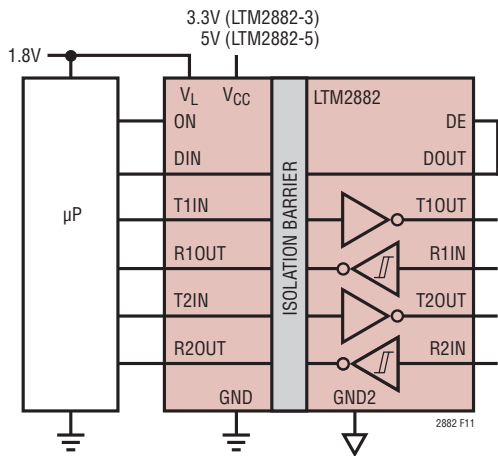 3.3V (LTM2882-3)
5V (LTM2882-5)
1.8V
VL
VCC
LTM2882
ON
DE
DIN
DOUT
µP
ISOLATION BARRIER
T1IN
T1OUT
R1OUT
R1IN
T2IN
T2OUT
R2OUT
R2IN
GND
GND2
2882 F11